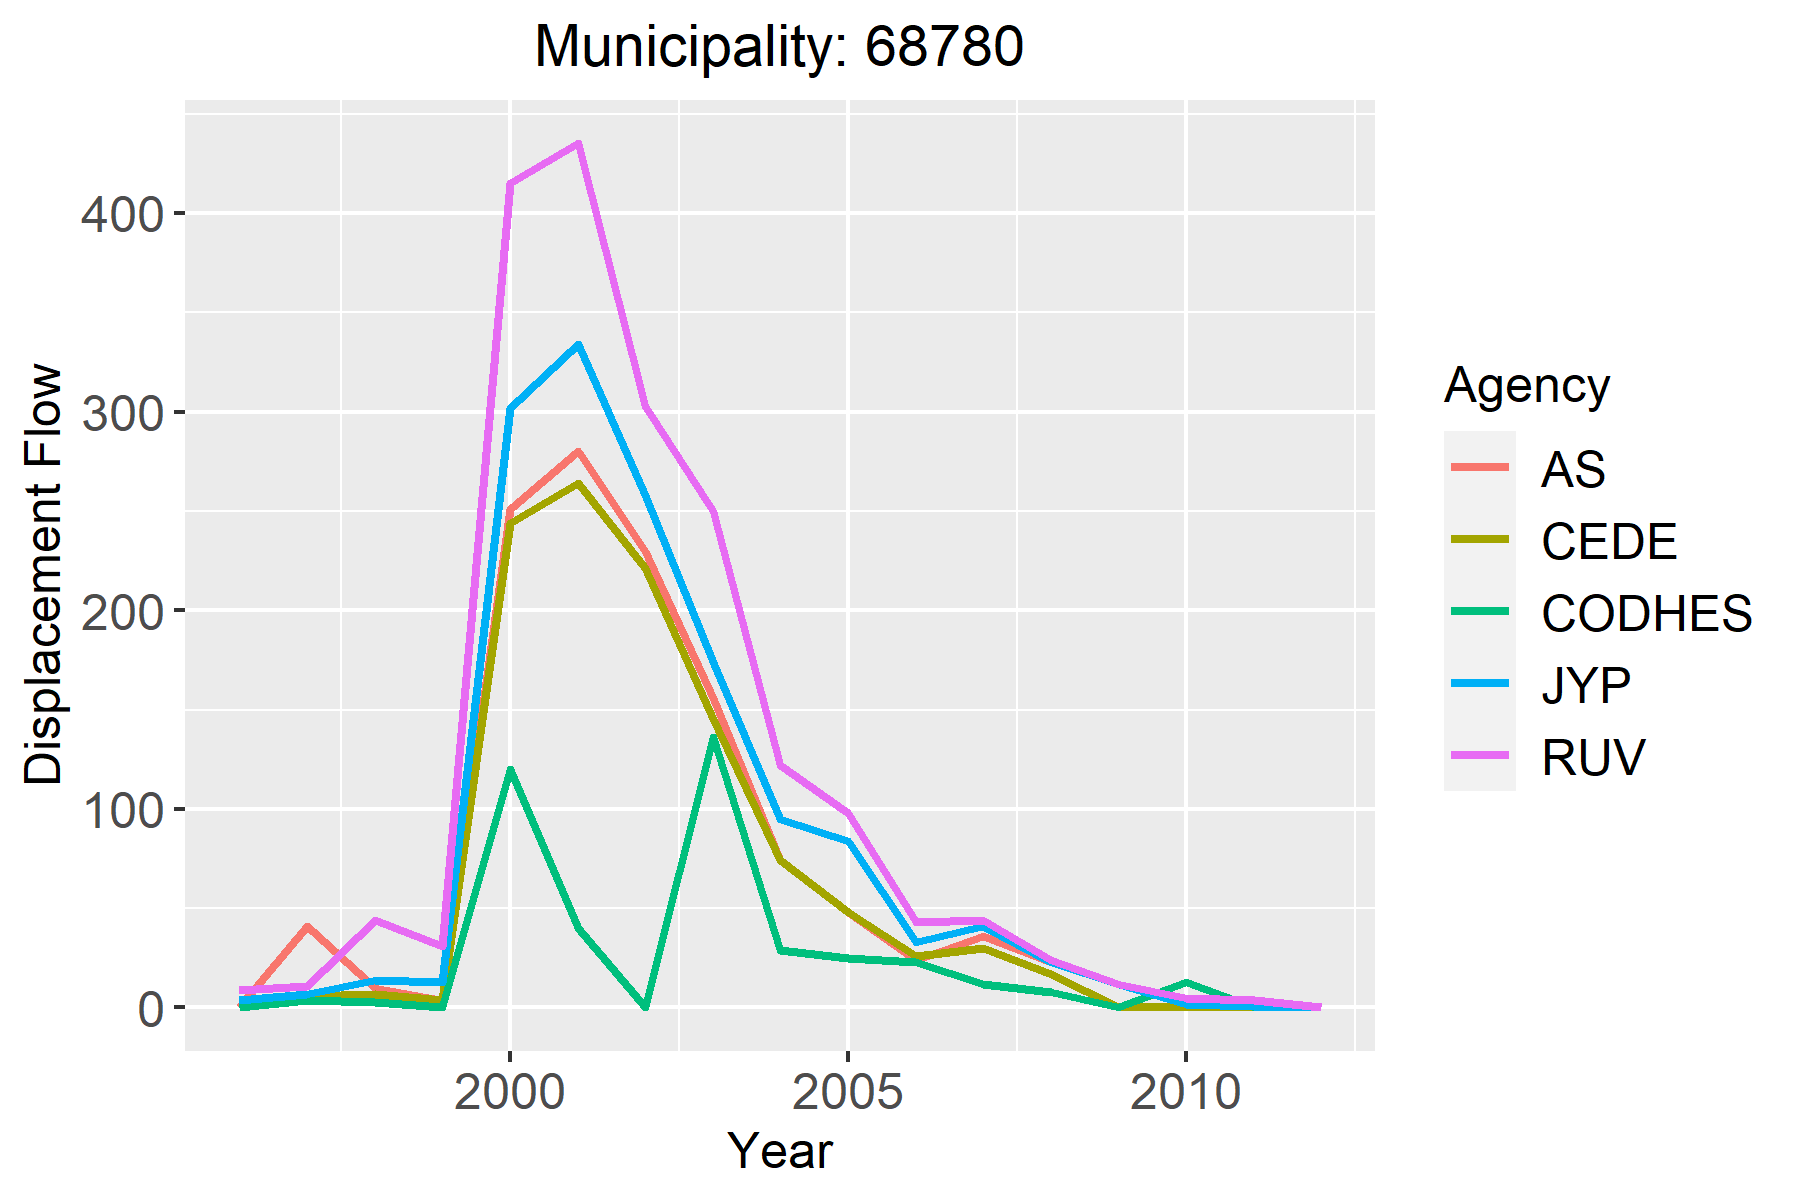 Municipality: 68780
Displacement Flow
400
300
200
100
0
2000
2005
2010
Year
Agency
AS
CEDE
CODHES
JYP
RUV